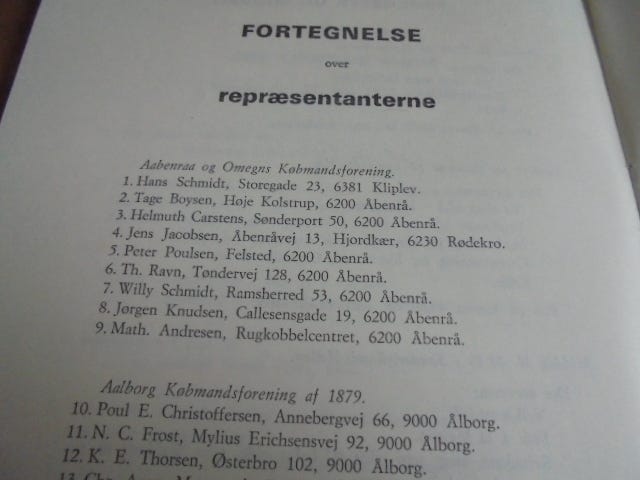 FORTEGNELSE
over
repræsentanterne
Aabenraa og Omegns Købmandsforening.
1. Hans Schmidt, Storegade 23, 6381 Kliplev.
2. Tage Boysen, Høje Kolstrup, 6200 Åbenrå.
3. Helmuth Carstens, Sønderport 50, 6200 Åbenrå.
4. Jens Jacobsen, Åbenråvej 13, Hjordkær, 6230 Rødekro.
5. Peter Poulsen, Felsted, 6200 Åbenrå.
6. Th. Ravn, Tøndervej 128, 6200 Åbenrå.
7. Willy Schmidt, Ramsherred 53, 6200 Åbenrå.
8. Jørgen Knudsen, Callesensgade 19, 6200 Åbenrå.
9. Math. Andresen, Rugkobbelcentret, 6200 Åbenrå.
Aalborg Købmandsforening af 1879.
10. Poul E. Christoffersen, Annebergvej 66, 9000 Ålborg.
11. N. C. Frost, Mylius Erichsensvej 92, 9000 Ålborg.
12. K. E. Thorsen, Østerbro 102, 9000 Ålborg.